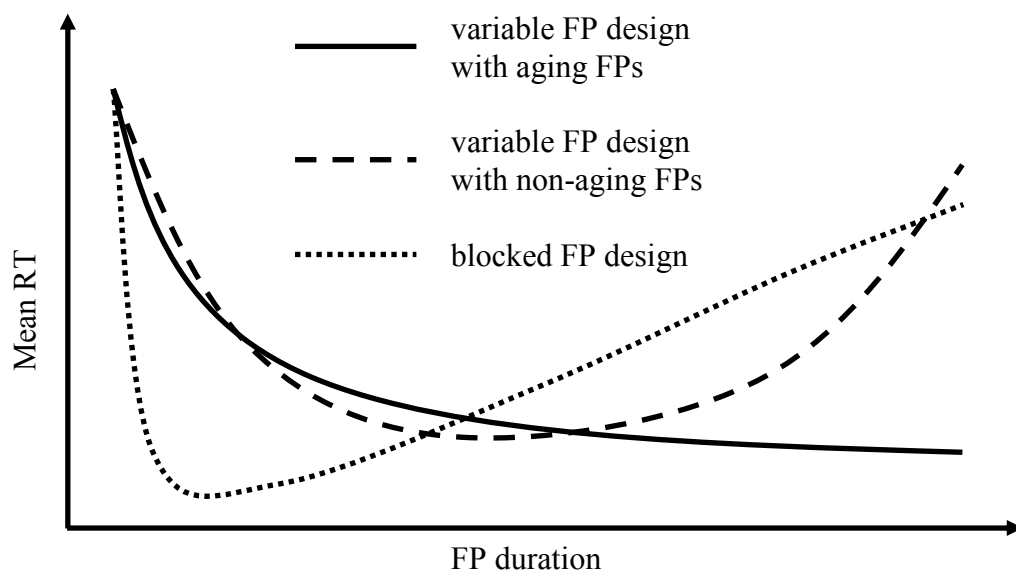 variable FP design
with aging FPs
variable FP design
with non-aging FPs
blocked FP design
Mean RT
FP duration